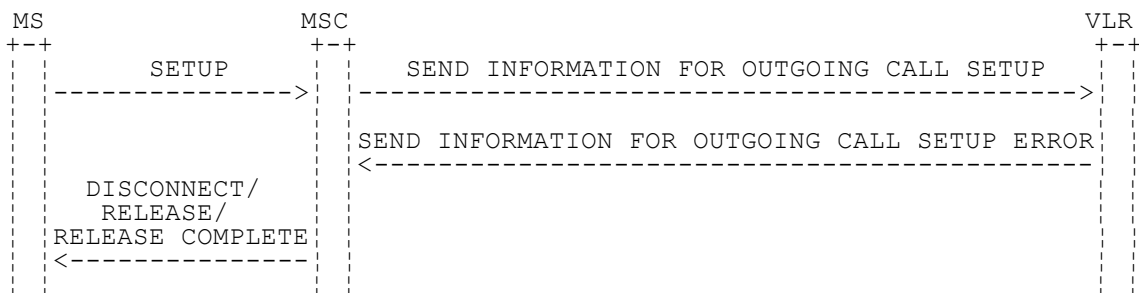 MS MSC VLR
SETUP SEND INFORMATION FOR OUTGOING CALL SETUP
SEND INFORMATION FOR OUTGOING CALL SETUP ERROR
DISCONNECT/
RELEASE/
RELEASE COMPLETE